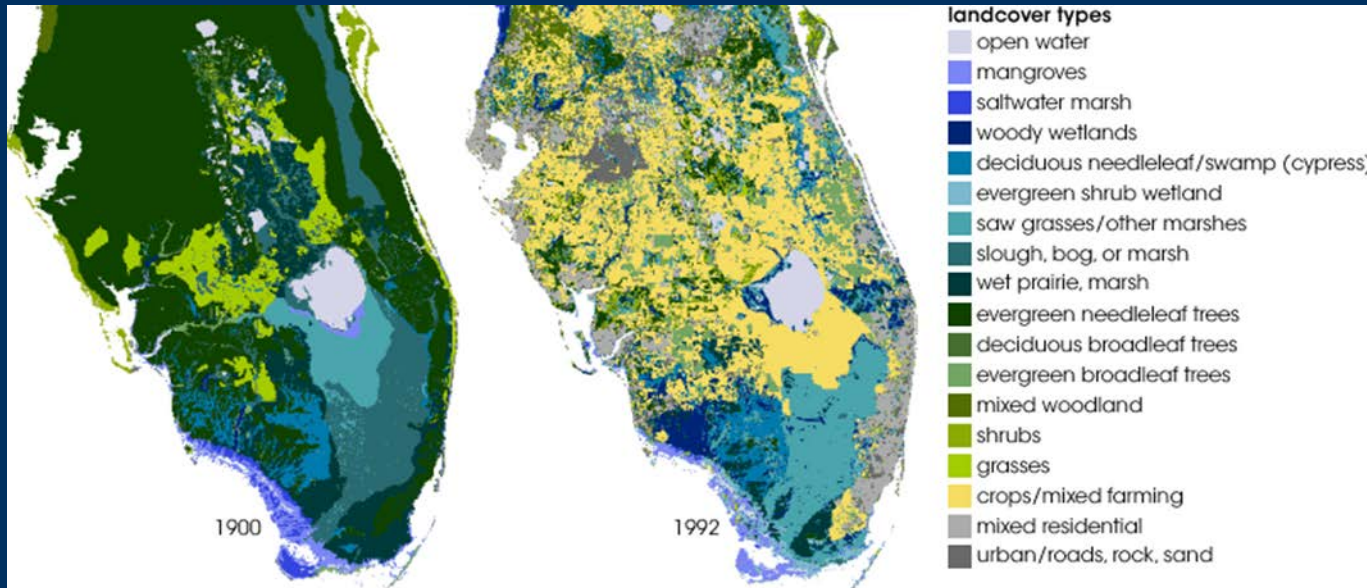 landcover types
open water
mangroves
saltwater marsh
woody wetlands
deciduous needleleaf/swamp (cypress)
evergreen shrub wetland
saw grasses/other marshes
slough, bog, or marsh
wet prairie, marsh
evergreen needleleaf trees
deciduous broadleaf trees
evergreen broadleaf trees
mixed woodland
shrubs
grasses
crops/mixed farming
mixed residential
urban/roads, rock, sand
1900
1992